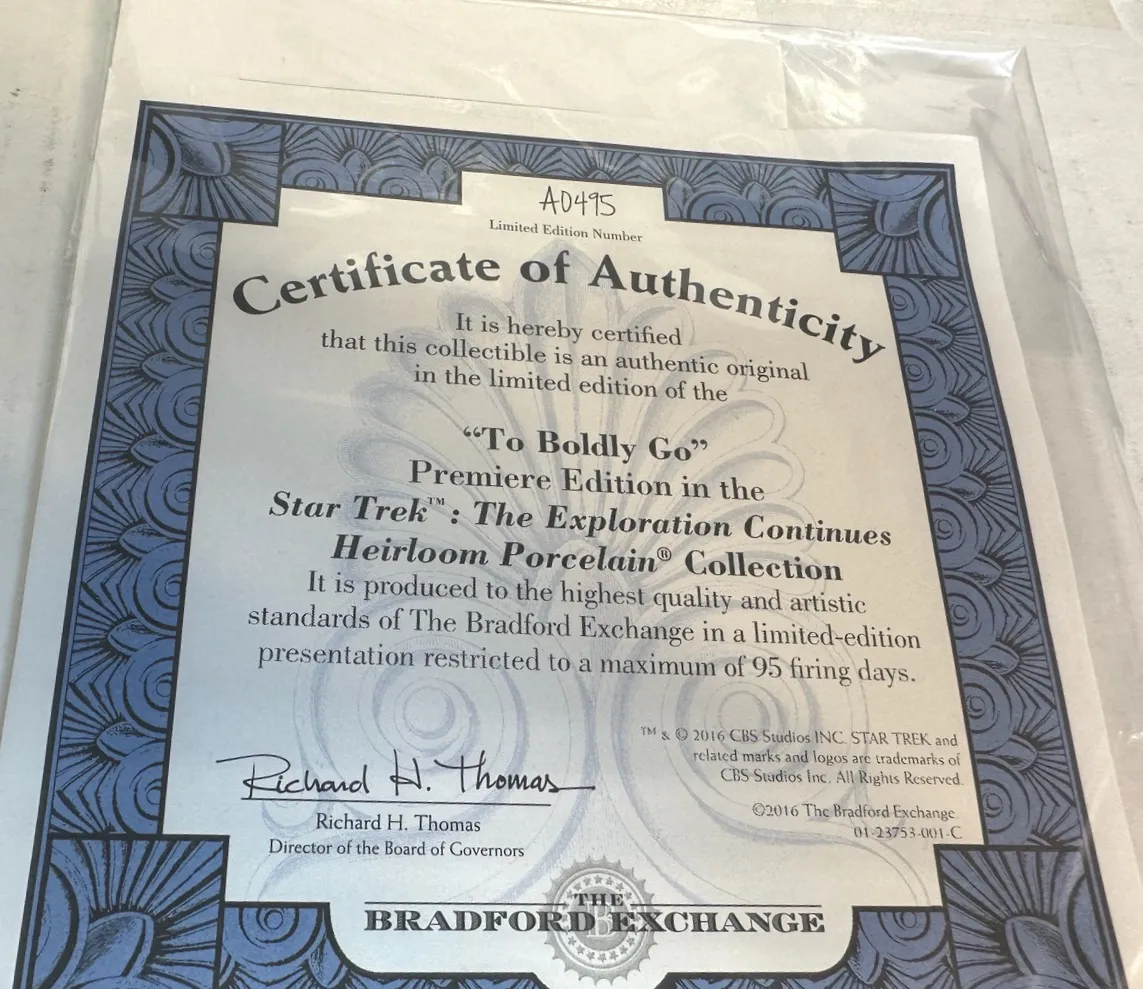 A0495
Limited Edition Number
Certificate of Authenticity
It is hereby certified
that this collectible is an authentic original
in the limited edition of the
“To Boldly Go”
Premiere Edition in the
Star Trek™: The Exploration Continues
Heirloom Porcelain® Collection
It is produced to the highest quality and artistic
standards of The Bradford Exchange in a limited-edition
presentation restricted to a maximum of 95 firing days.
™ & © 2016 CBS Studios INC. STAR TREK and
related marks and logos are trademarks of
CBS Studios Inc. All Rights Reserved.
©2016 The Bradford Exchange
01-23753-001-C
Richard H. Thomas
Richard H. Thomas
Director of the Board of Governors
THE
BRADFORD EXCHANGE